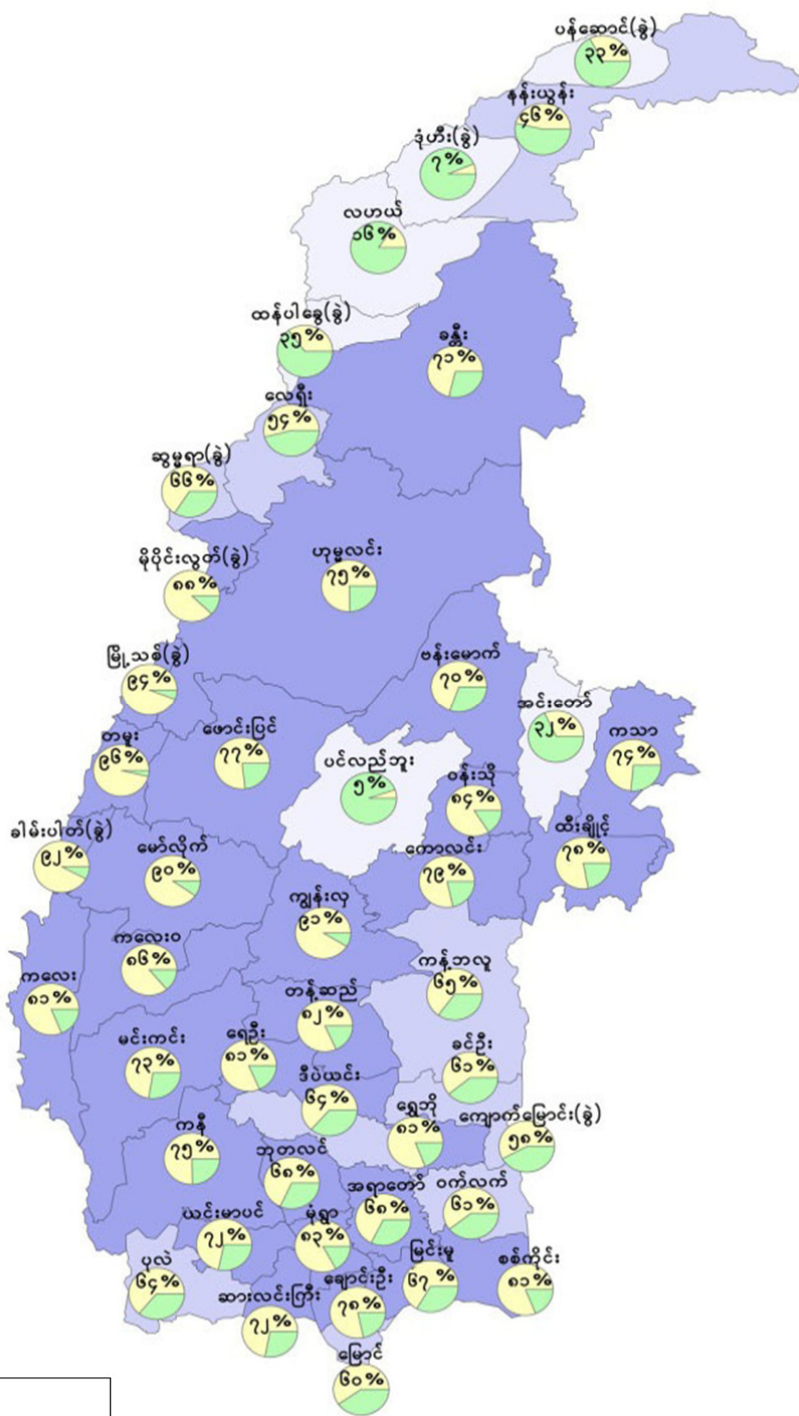 ပန်ဆောင်(ခွဲ)
၃၃%
နန်းယွန်း
၄၆%
ဒုံဟီး(ခွဲ)
၇%
လဟယ်
၁၆%
ထန်ပါခွေ(ခွဲ)
၃၅%
ခန္တီး
၇၁%
လေရှီး
၅၄%
ဆွမ္မရာ(ခွဲ)
၆၆%
မိုပိုင်းလွတ်(ခွဲ)
၈၈%
ဟုမ္မလင်း
၇၅%
မြို့သစ်(ခွဲ)
၉၄%
ဗန်းမောက်
၇၀%
အင်းတော်
၃၂%
ကသာ
၇၄%
တမူး
၉၆%
ဖောင်းပြင်
၇၇%
ပင်လည်ဘူး
၅%
ဝန်းသို
၈၄%
ထီးချိုင့်
၇၈%
ခါမ်းပါတ်(ခွဲ)
၉၂%
မော်လိုက်
၉၀%
ကောလင်း
၇၉%
ကျွန်းလှ
၉၁%
ကလေးဝ
၈၆%
ကန့်ဘလူ
၆၅%
ကလေး
၈၁%
တန့်ဆည်
၈၂%
မင်းကင်း
၇၃%
ရေဦး
၈၁%
ခင်ဦး
၆၁%
ဒီပဲယင်း
၆၄%
ရွှေဘို
၈၁%
ကျောက်မြောင်း(ခွဲ)
၅၈%
ကနီ
၇၅%
ဘုတလင်
၆၈%
အရာတော်
၆၈%
ဝက်လက်
၆၁%
ယင်းမာပင်
၇၂%
မုံရွာ
၈၃%
မြင်းမူ
၆၇%
စစ်ကိုင်း
၈၁%
ပုလဲ
၆၄%
ဆားလင်းကြီး
၇၂%
ချောင်းဦး
၇၈%
မြောင်
၆၀%